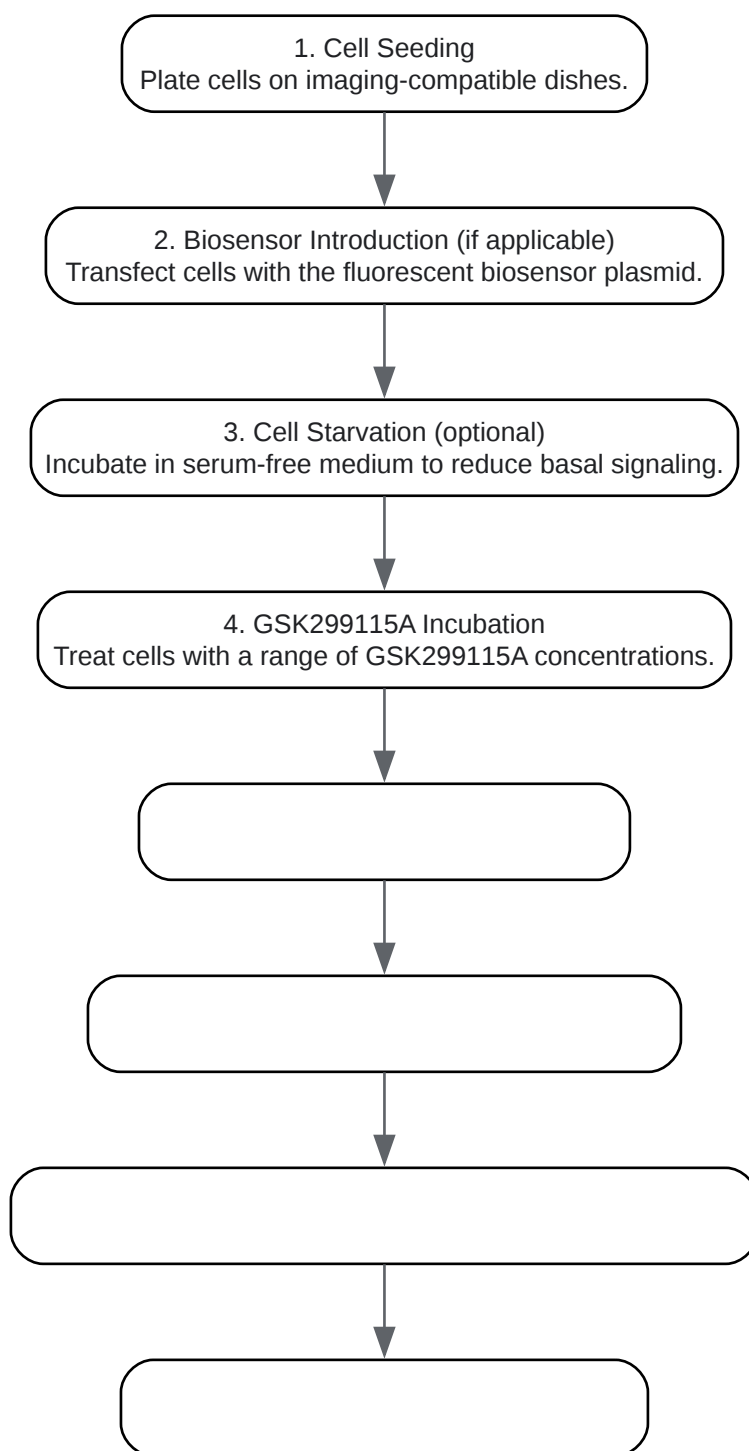 1. Cell Seeding
Plate cells on imaging-compatible dishes.
2. Biosensor Introduction (if applicable)
Transfect cells with the fluorescent biosensor plasmid.
3. Cell Starvation (optional)
Incubate in serum-free medium to reduce basal signaling.
4. GSK299115A Incubation
Treat cells with a range of GSK299115A concentrations.